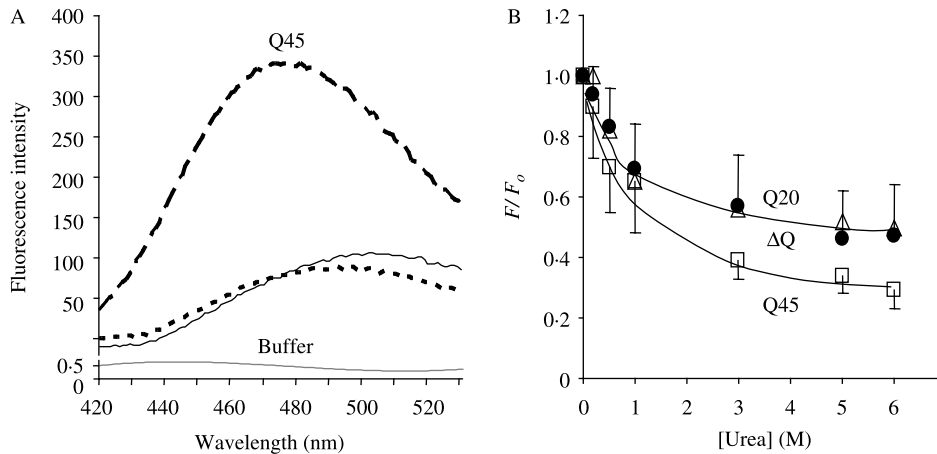 A
400
350
300
250
200
150
100
50
0·5
0
Fluorescence intensity
Q45
Buffer
420 440 460 480 500 520
Wavelength (nm)
B
1·2
1·0
0·8
0·6
0·4
0·2
0
F/Fo
Q20
ΔQ
Q45
0 1 2 3 4 5 6
[Urea] (M)